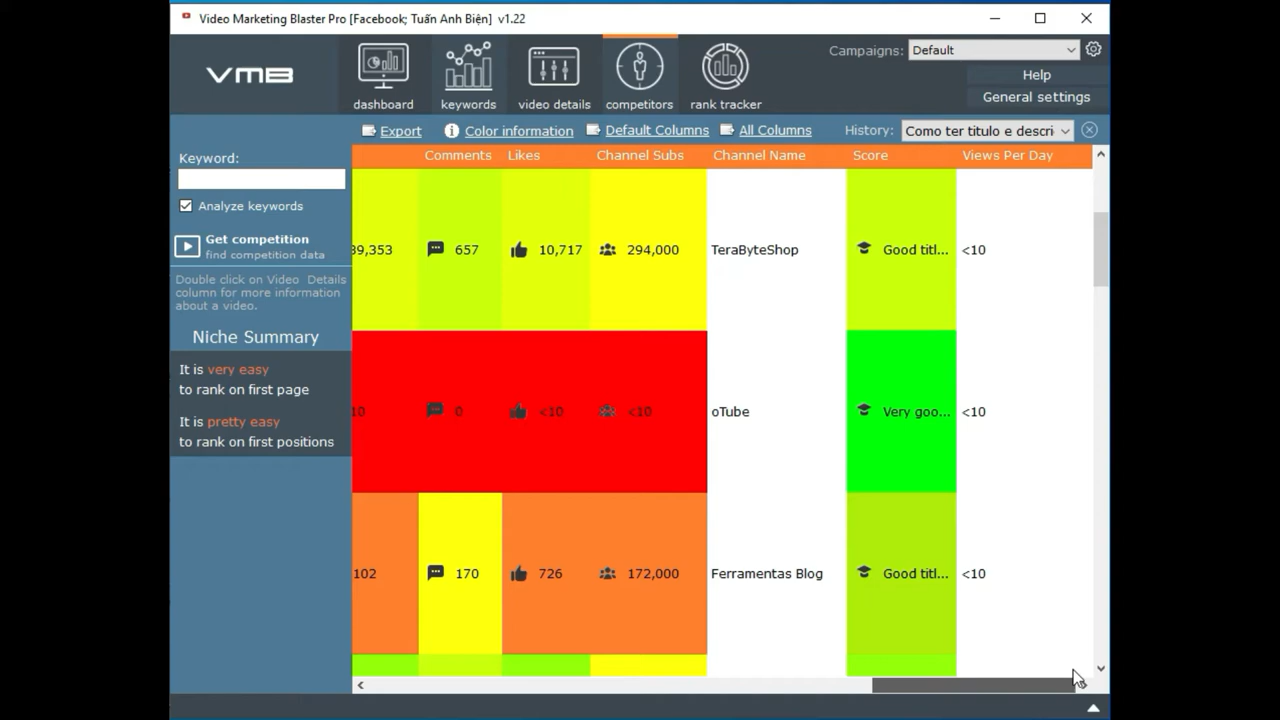 Video Marketing Blaster Pro [Facebook; Tuấn Anh Biện] v1.22
VMB
dashboard
keywords
video details
competitors
rank tracker
Campaigns: Default
Help
General settings
Export
Color information
Default Columns
All Columns
History: Como ter titulo e descri
Keyword:
Analyze keywords
Get competition
find competition data
Double click on Video Details
column for more information
about a video.
Niche Summary
It is very easy
to rank on first page
It is pretty easy
to rank on first positions
Comments Likes Channel Subs Channel Name Score Views Per Day
39,353 657 10,717 294,000 TeraByteShop Good titl... <10
10 0 <10 <10 oTube Very goo... <10
102 170 726 172,000 Ferramentas Blog Good titl... <10